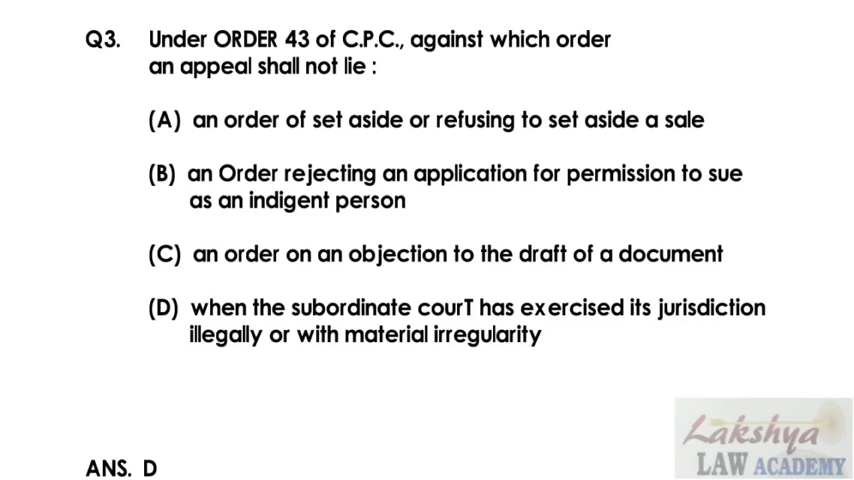 Q3. Under ORDER 43 of C.P.C., against which order
an appeal shall not lie :
(A) an order of set aside or refusing to set aside a sale
(B) an Order rejecting an application for permission to sue
as an indigent person
(C) an order on an objection to the draft of a document
(D) when the subordinate courT has exercised its jurisdiction
illegally or with material irregularity
Lakshya
LAW ACADEMY
ANS. D